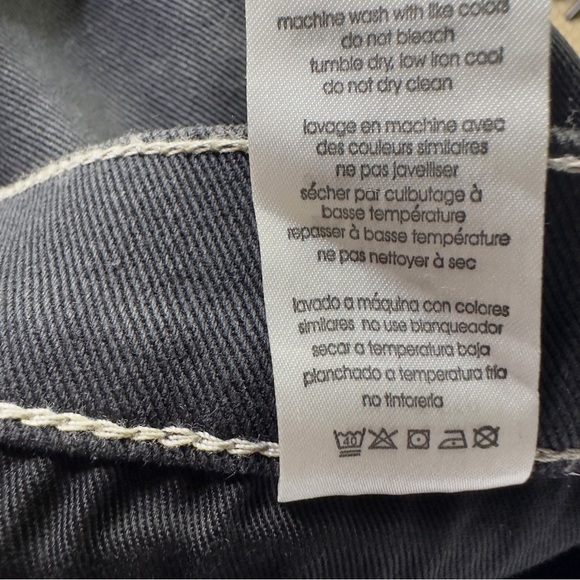 machine wash with like colors
do not bleach
tumble dry, low iron cool
do not dry clean
lavage en machine avec
des couleurs similaires
ne pas javelliser
sécher par culbutage à
basse température
repasser à basse température
ne pas nettoyer à sec
lavado a máquina con colores
similares no use blanqueador
secar a temperatura baja
planchado a temperatura fría
no tintorería
40